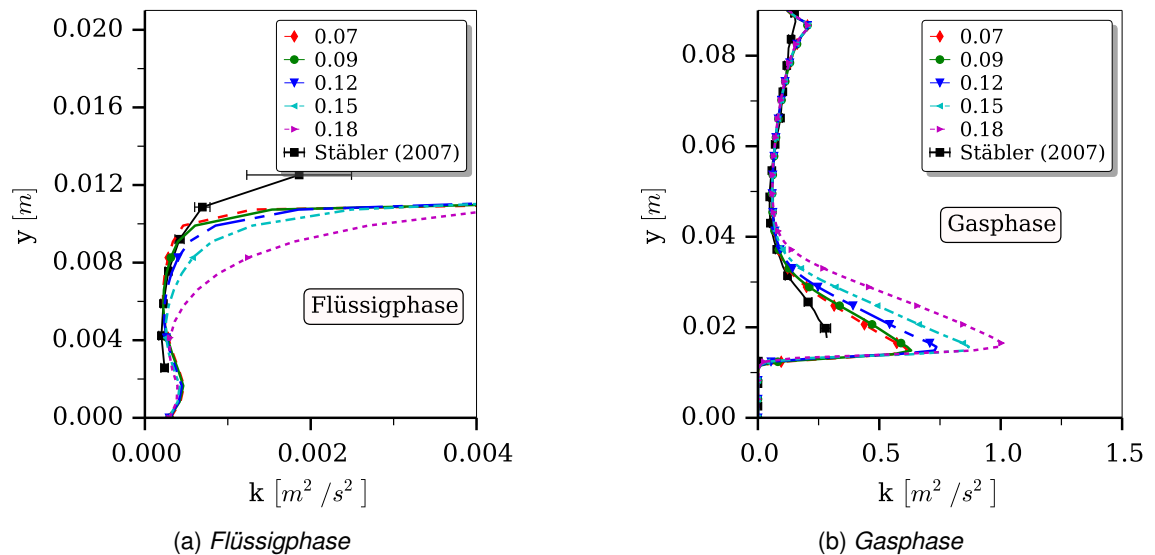 0.020
0.016
0.012
0.008
0.004
0.000
y [m]
0.07
0.09
0.12
0.15
0.18
Stäbler (2007)
Flüssigphase
0.000
0.002
0.004
k [m² /s²]
(a) Flüssigphase
0.08
0.06
0.04
0.02
0.00
y [m]
0.07
0.09
0.12
0.15
0.18
Stäbler (2007)
Gasphase
0.0
0.5
1.0
1.5
k [m² /s²]
(b) Gasphase